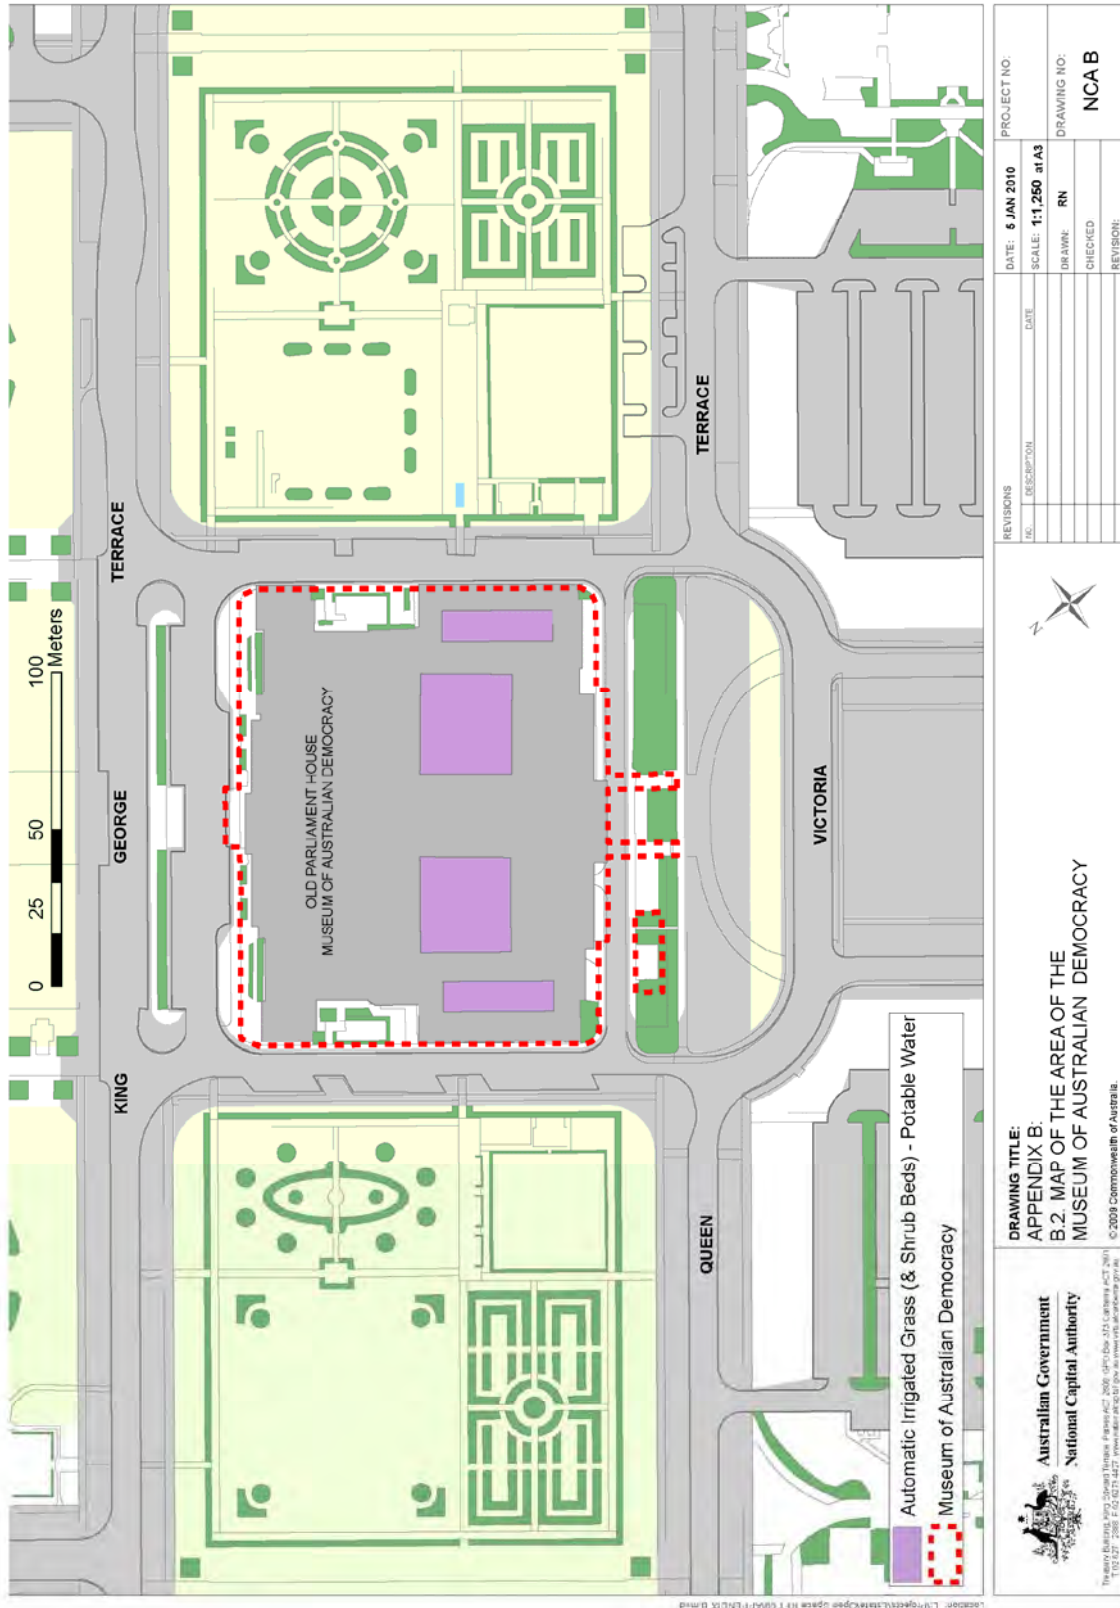 TERRACE
GEORGE
KING
0 25 50 100
Meters
OLD PARLIAMENT HOUSE
MUSEUM OF AUSTRALIAN DEMOCRACY
TERRACE
VICTORIA
QUEEN
Automatic Irrigated Grass (& Shrub Beds) - Potable Water
Museum of Australian Democracy
Australian Government
National Capital Authority
DRAWING TITLE:
APPENDIX B:
B.2. MAP OF THE AREA OF THE
MUSEUM OF AUSTRALIAN DEMOCRACY
© 2009 Commonwealth of Australia.
N
REVISIONS
NO. DESCRIPTION DATE
DATE: 5 JAN 2010
SCALE: 1:1,250 at A3
DRAWN: RN
CHECKED
REVISION:
PROJECT NO:
DRAWING NO:
NCA B